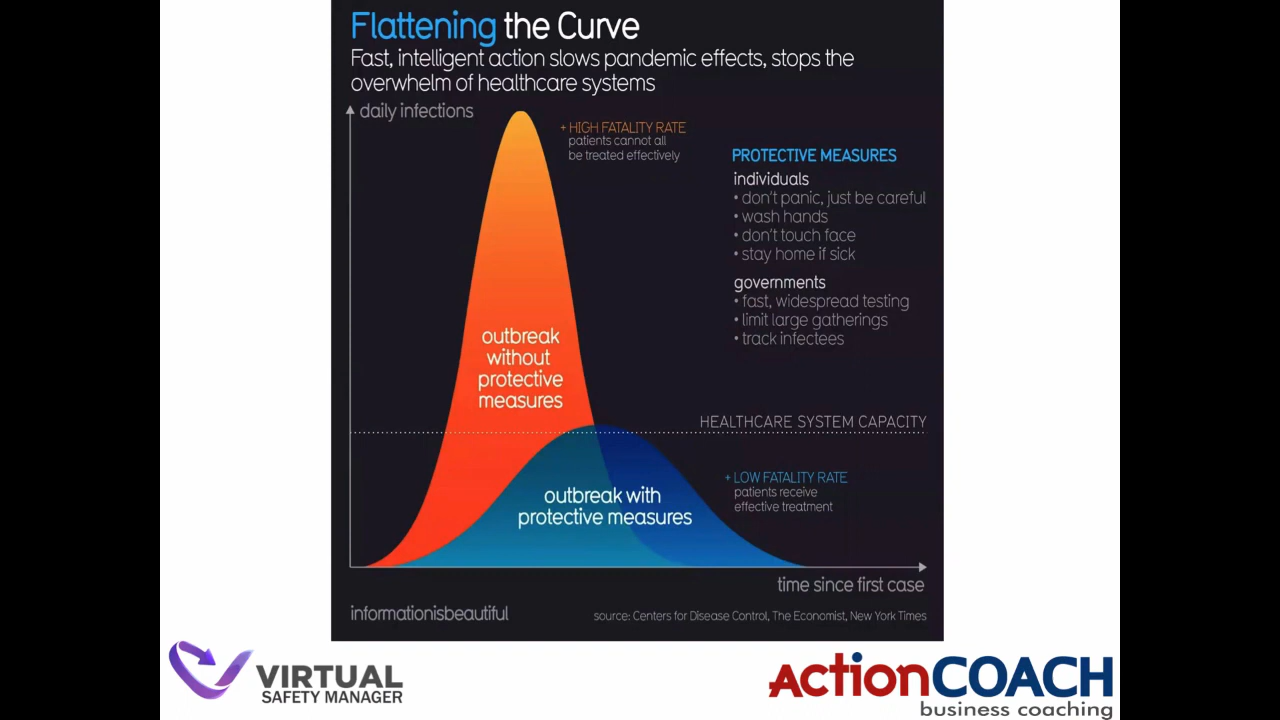 Flattening the Curve
Fast, intelligent action slows pandemic effects, stops the
overwhelm of healthcare systems
daily infections
+ HIGH FATALITY RATE
patients cannot all
be treated effectively
PROTECTIVE MEASURES
individuals
• don't panic, just be careful
• wash hands
• don't touch face
• stay home if sick
governments
• fast, widespread testing
• limit large gatherings
• track infectees
outbreak
without
protective
measures
HEALTHCARE SYSTEM CAPACITY
+ LOW FATALITY RATE
patients receive
effective treatment
outbreak with
protective measures
time since first case
informationisbeautiful
source: Centers for Disease Control, The Economist, New York Times
VIRTUAL
SAFETY MANAGER
ActionCOACH
business coaching